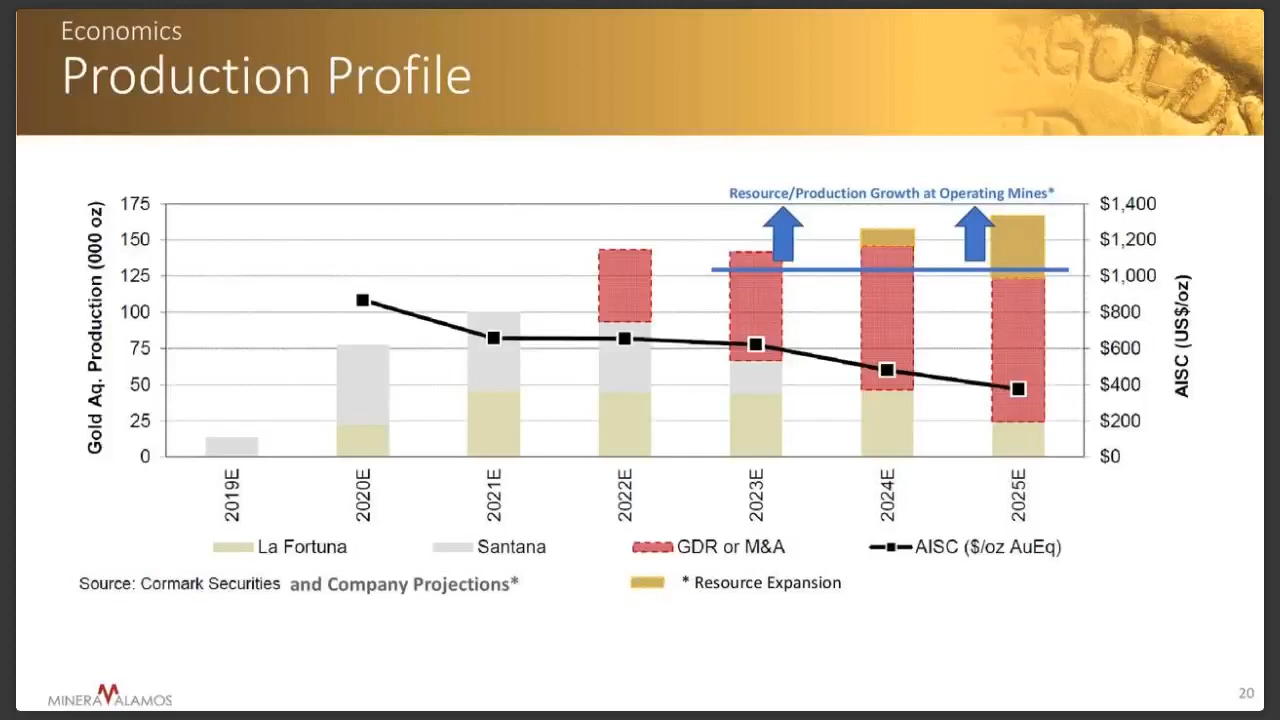 Economics
Production Profile
GOLD
Resource/Production Growth at Operating Mines*
Gold Aq. Production (000 oz)
175
150
125
100
75
50
25
0
$1,400
$1,200
$1,000
$800
$600
$400
$200
$0
AISC (US$/oz)
2019E
2020E
2021E
2022E
2023E
2024E
2025E
La Fortuna
Santana
GDR or M&A
AISC ($/oz AuEq)
Source: Cormark Securities and Company Projections*
* Resource Expansion
MINERA ALAMOS
20